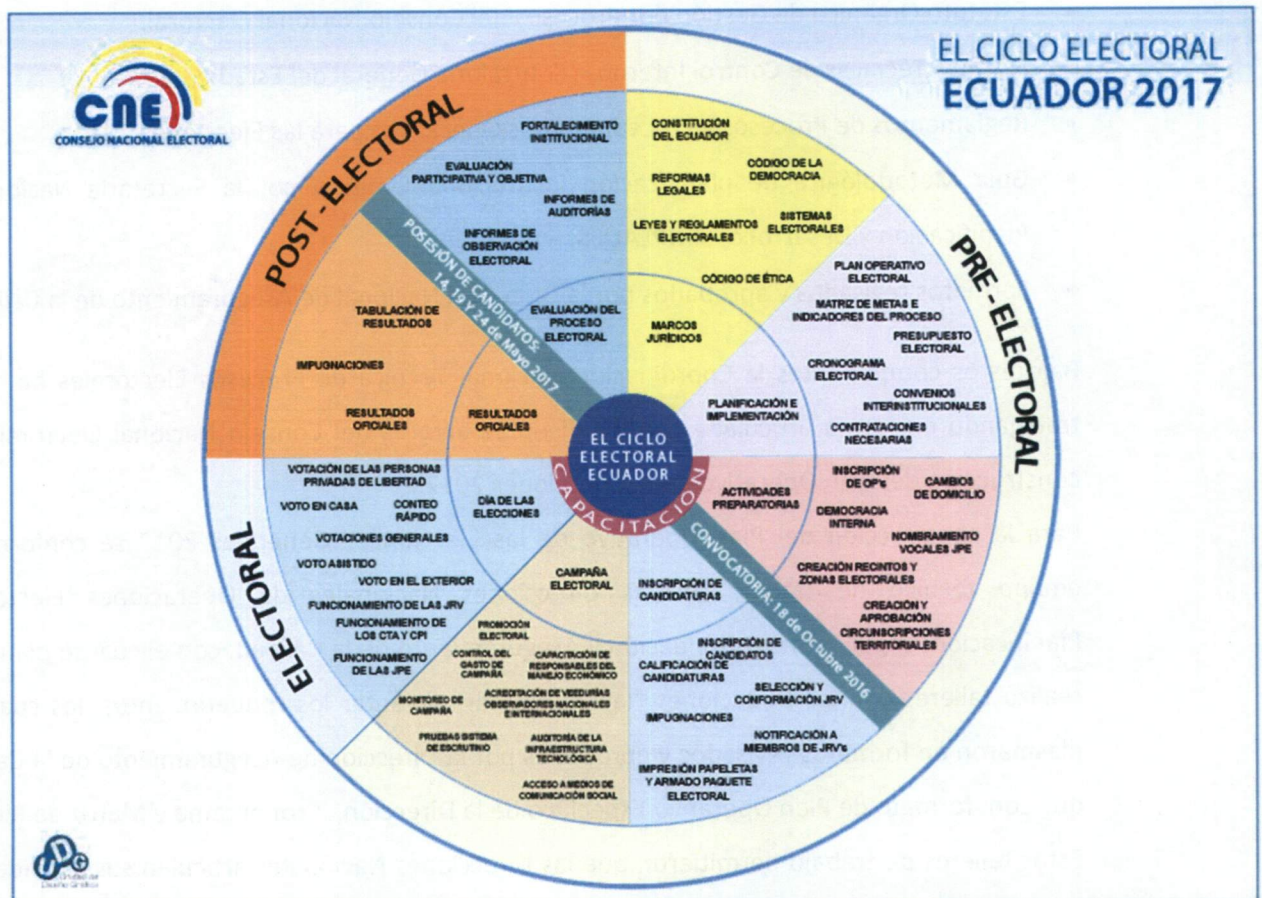 CNE
CONSEJO NACIONAL ELECTORAL
EL CICLO ELECTORAL
ECUADOR 2017
POST - ELECTORAL
PRE - ELECTORAL
ELECTORAL
FORTALECIMIENTO
INSTITUCIONAL
EVALUACIÓN
PARTICIPATIVA Y OBJETIVA
INFORMES DE
AUDITORÍAS
INFORMES DE
OBSERVACIÓN
ELECTORAL
EVALUACIÓN DEL
PROCESO
ELECTORAL
CONSTITUCIÓN
DEL ECUADOR
CÓDIGO DE LA
DEMOCRACIA
REFORMAS
LEGALES
SISTEMAS
ELECTORALES
LEYES Y REGLAMENTOS
ELECTORALES
CÓDIGO DE ÉTICA
MARCOS
JURÍDICOS
PLAN OPERATIVO
ELECTORAL
MATRIZ DE METAS E
INDICADORES DEL PROCESO
PRESUPUESTO
ELECTORAL
CRONOGRAMA
ELECTORAL
CONVENIOS
INTERINSTITUCIONALES
CONTRATACIONES
NECESARIAS
PLANIFICACIÓN E
IMPLEMENTACIÓN
POSESIÓN DE CANDIDATOS:
14, 19 Y 24 de Mayo 2017
TABULACIÓN DE
RESULTADOS
IMPUGNACIONES
RESULTADOS
OFICIALES
RESULTADOS
OFICIALES
EL CICLO
ELECTORAL
ECUADOR
CAPACITACION
INSCRIPCIÓN
DE OP's
CAMBIOS
DE DOMICILIO
DEMOCRACIA
INTERNA
NOMBRAMIENTO
VOCALES JPE
CREACIÓN RECINTOS Y
ZONAS ELECTORALES
CREACIÓN Y
APROBACIÓN
CIRCUNSCRIPCIONES
TERRITORIALES
ACTIVIDADES
PREPARATORIAS
CONVOCATORIA: 18 de Octubre 2016
VOTACIÓN DE LAS PERSONAS
PRIVADAS DE LIBERTAD
VOTO EN CASA
CONTEO
RÁPIDO
VOTACIONES GENERALES
VOTO ASISTIDO
VOTO EN EL EXTERIOR
FUNCIONAMIENTO DE LAS JRV
FUNCIONAMIENTO DE
LOS CTA Y CPI
FUNCIONAMIENTO
DE LAS JPE
DÍA DE LAS
ELECCIONES
CAMPAÑA
ELECTORAL
PROMOCIÓN
ELECTORAL
CONTROL DEL
GASTO DE
CAMPAÑA
CAPACITACIÓN DE
RESPONSABLES DEL
MANEJO ECONÓMICO
MONITOREO DE
CAMPAÑA
ACREDITACIÓN DE VEEDURÍAS
OBSERVADORES NACIONALES
E INTERNACIONALES
PRUEBAS SISTEMA
DE ESCRUTINIO
AUDITORÍA DE LA
INFRAESTRUCTURA
TECNOLÓGICA
ACCESO A MEDIOS DE
COMUNICACIÓN SOCIAL
INSCRIPCIÓN DE
CANDIDATURAS
INSCRIPCIÓN DE
CANDIDATOS
CALIFICACIÓN DE
CANDIDATURAS
SELECCIÓN Y
CONFORMACIÓN JRV
IMPUGNACIONES
NOTIFICACIÓN A
MIEMBROS DE JRV's
IMPRESIÓN PAPELETAS
Y ARMADO PAQUETE
ELECTORAL
UDG
Diseño Gráfico